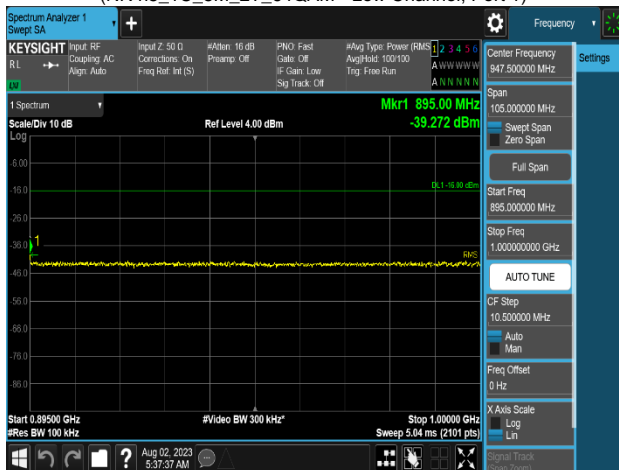 Spectrum Analyzer 1
Swept SA
Frequency
KEYSIGHT
RL
Input: RF
Coupling: AC
Align: Auto
Input Z: 50 Ω
Corrections: On
Freq Ref: Int (S)
#Atten: 16 dB
Preamp: Off
PNO: Fast
Gate: Off
IF Gain: Low
Sig Track: Off
#Avg Type: Power (RMS
Avg|Hold: 100/100
Trig: Free Run
1 2 3 4 5 6
A W W W W W
A N N N N N
1 Spectrum
Scale/Div 10 dB
Log
Ref Level 4.00 dBm
Mkr1 895.00 MHz
-39.272 dBm
-6.00
-16.0
-26.0
-36.0
-46.0
-56.0
-66.0
-76.0
-86.0
DL1 -16.00 dBm
1
RMS
Start 0.89500 GHz
#Res BW 100 kHz
#Video BW 300 kHz*
Stop 1.00000 GHz
Sweep 5.04 ms (2101 pts)
Aug 02, 2023
5:37:37 AM
Center Frequency
947.500000 MHz
Settings
Span
105.000000 MHz
Swept Span
Zero Span
Full Span
Start Freq
895.000000 MHz
Stop Freq
1.000000000 GHz
AUTO TUNE
CF Step
10.500000 MHz
Auto
Man
Freq Offset
0 Hz
X Axis Scale
Log
Lin
Signal Track
(Span Zoom)